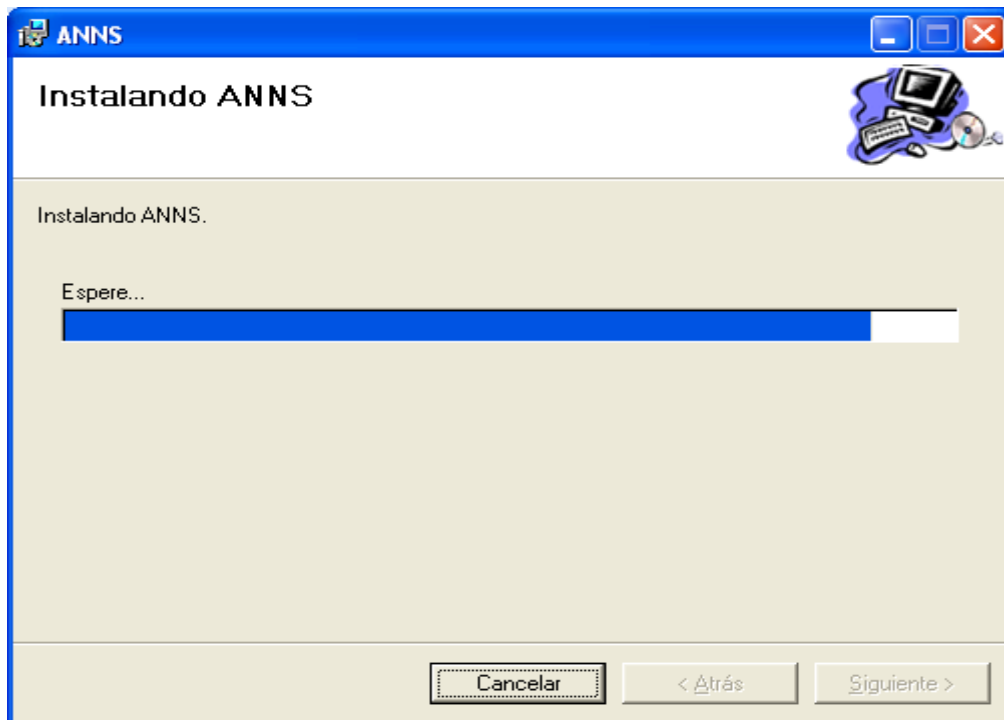 ANNS
Instalando ANNS
Instalando ANNS.
Espere...
Cancelar
< Atrás
Siguiente >